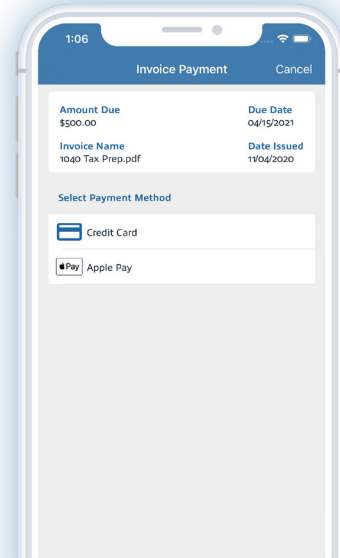 1:06
Invoice Payment Cancel
Amount Due Due Date
$500.00 04/15/2021
Invoice Name Date Issued
1040 Tax Prep.pdf 11/04/2020
Select Payment Method
Credit Card
Pay Apple Pay